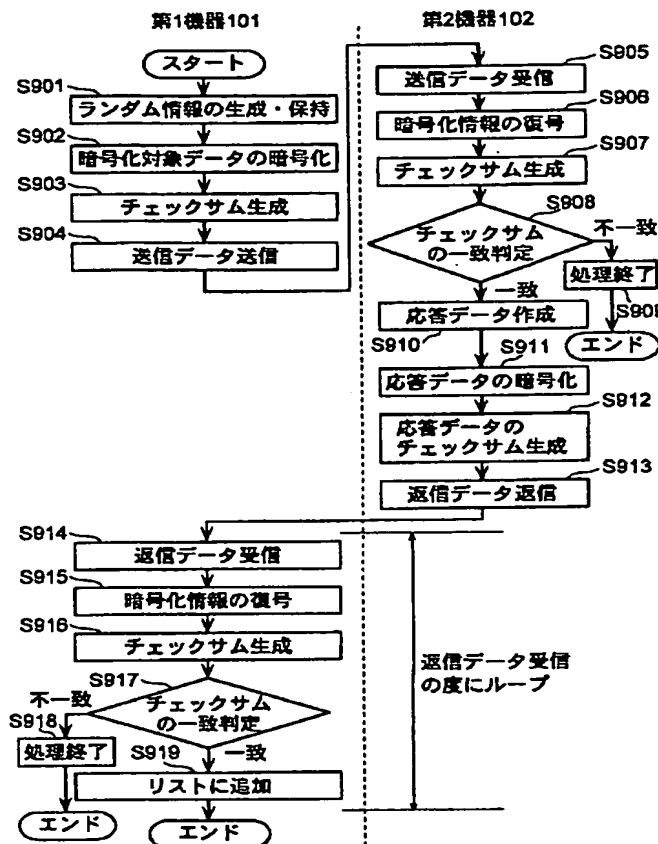 第1機器101
スタート
S901
ランダム情報の生成・保持
S902
暗号化対象データの暗号化
S903
チェックサム生成
S904
送信データ送信
第2機器102
S905
送信データ受信
S906
暗号化情報の復号
S907
チェックサム生成
S908
チェックサム
の一致判定
不一致
処理終了
S909
エンド
一致
応答データ作成
S910
S911
応答データの暗号化
S912
応答データの
チェックサム生成
S913
返信データ返信
S914
返信データ受信
S915
暗号化情報の復号
S916
チェックサム生成
S917
チェックサム
の一致判定
不一致
S918
処理終了
エンド
一致
S919
リストに追加
エンド
返信データ受信
の度にループ